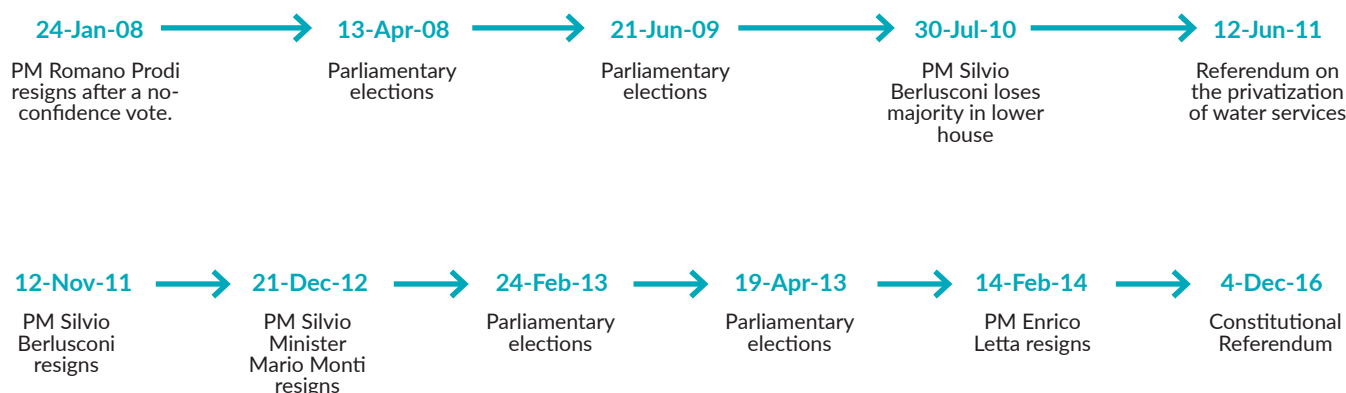 24-Jan-08
PM Romano Prodi
resigns after a no-
confidence vote.
13-Apr-08
Parliamentary
elections
21-Jun-09
Parliamentary
elections
30-Jul-10
PM Silvio
Berlusconi loses
majority in lower
house
12-Jun-11
Referendum on
the privatization
of water services
12-Nov-11
PM Silvio
Berlusconi
resigns
21-Dec-12
PM Silvio
Minister
Mario Monti
resigns
24-Feb-13
Parliamentary
elections
19-Apr-13
Parliamentary
elections
14-Feb-14
PM Enrico
Letta resigns
4-Dec-16
Constitutional
Referendum